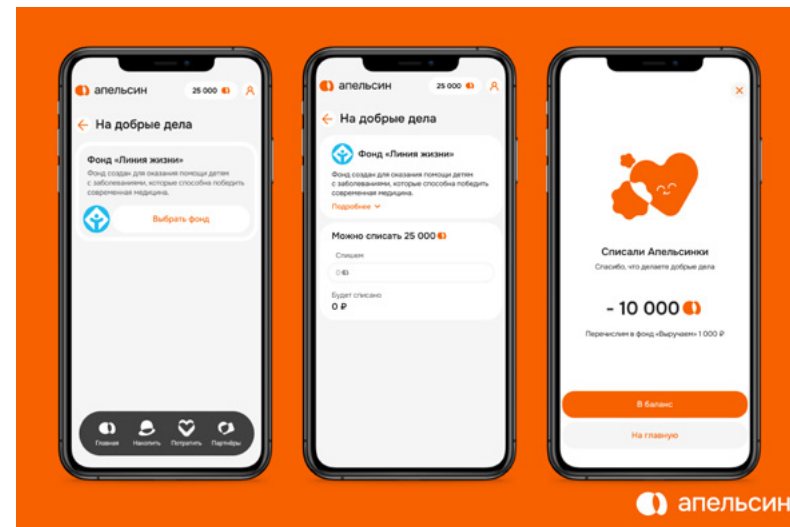 апельсин
25 000
На добрые дела
Фонд «Линия жизни»
Фонд создан для оказания помощи детям
с заболеваниями, которые способна победить
современная медицина.
Выбрать фонд
Главная
Накопить
Потратить
Партнёры
апельсин
25 000
На добрые дела
Фонд «Линия жизни»
Фонд создан для оказания помощи детям
с заболеваниями, которые способна победить
современная медицина.
Подробнее
Можно списать 25 000
Спишем
0
Будет списано
0 ₽
Списали Апельсинки
Спасибо, что делаете добрые дела
- 10 000
Перечислим в фонд «Выручаем» 1 000 ₽
В баланс
На главную
апельсин